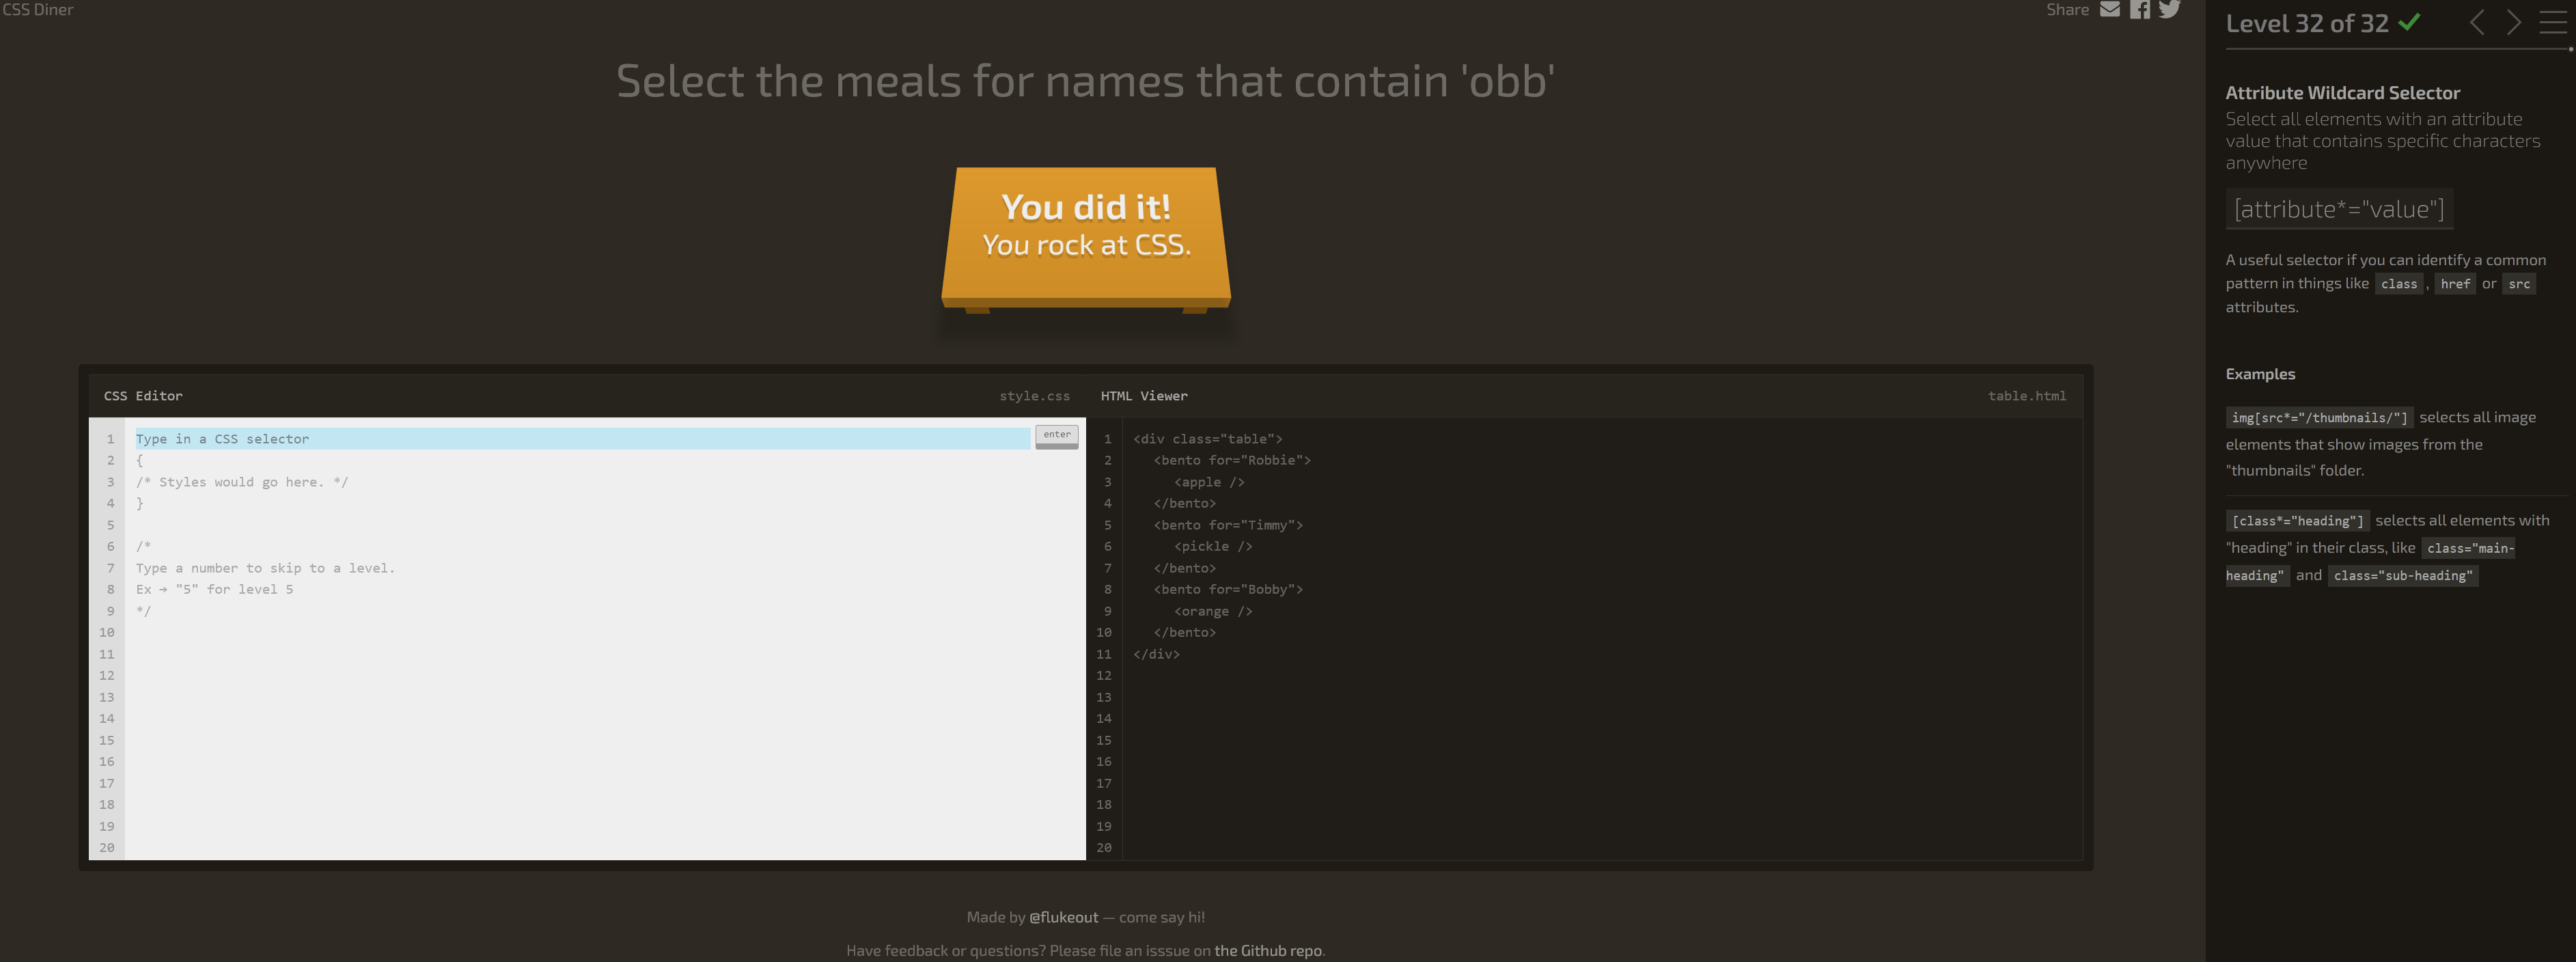 CSS Diner
Share
Select the meals for names that contain 'obb'
You did it!
You rock at CSS.
CSS Editor
style.css
1 Type in a CSS selector
enter
2 {
3 /* Styles would go here. */
4 }
5
6 /*
7 Type a number to skip to a level.
8 Ex → "5" for level 5
9 */
10
11
12
13
14
15
16
17
18
19
20
HTML Viewer
table.html
1 <div class="table">
2 <bento for="Robbie">
3 <apple />
4 </bento>
5 <bento for="Timmy">
6 <pickle />
7 </bento>
8 <bento for="Bobby">
9 <orange />
10 </bento>
11 </div>
12
13
14
15
16
17
18
19
20
Made by @flukeout — come say hi!
Have feedback or questions? Please file an isssue on the Github repo.
Level 32 of 32
Attribute Wildcard Selector
Select all elements with an attribute
value that contains specific characters
anywhere
[attribute*="value"]
A useful selector if you can identify a common
pattern in things like class, href or src
attributes.
Examples
img[src*="/thumbnails/"] selects all image
elements that show images from the
"thumbnails" folder.
[class*="heading"] selects all elements with
"heading" in their class, like class="main-
heading" and class="sub-heading"